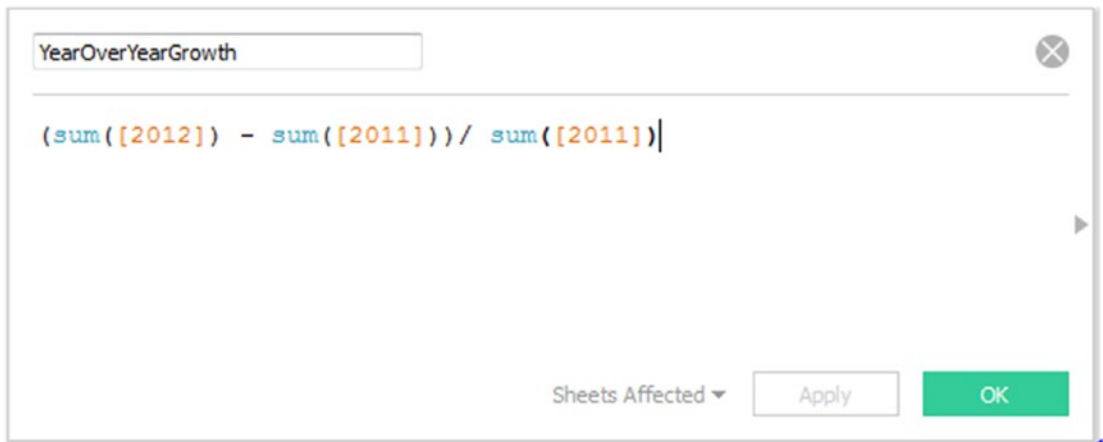 YearOverYearGrowth
(sum([2012]) - sum([2011]))/ sum([2011])
Sheets Affected Apply OK